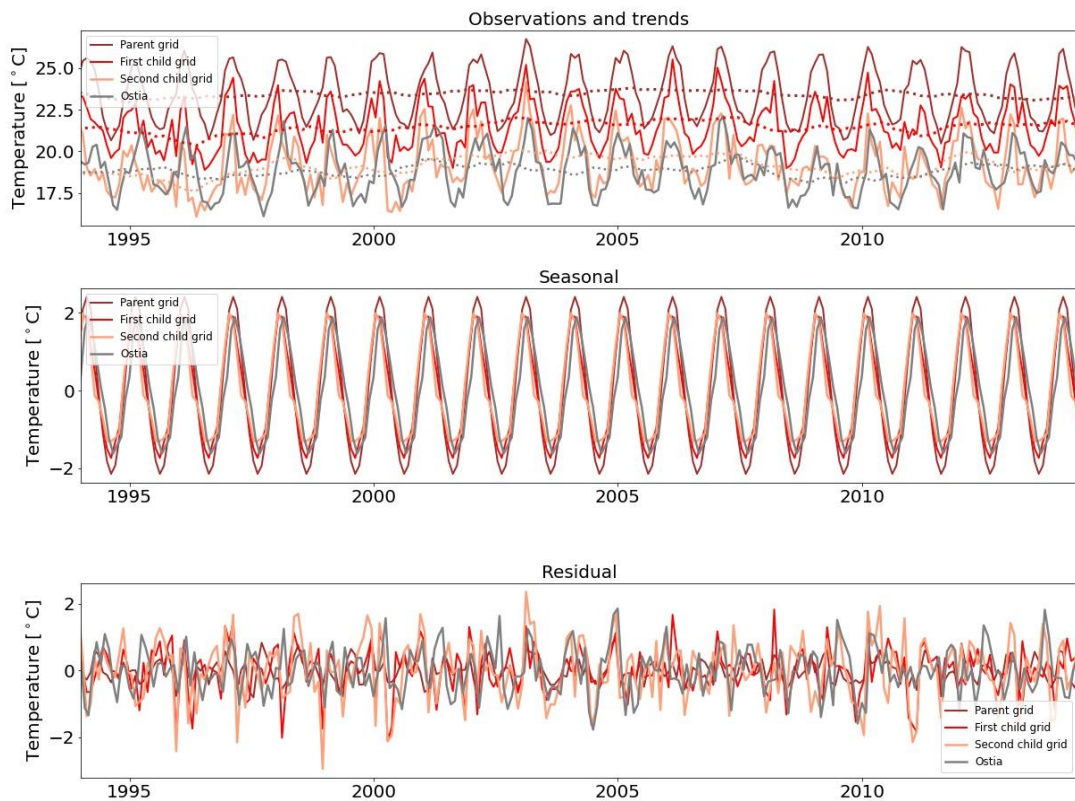 Observations and trends
Temperature [°C]
25.0
22.5
20.0
17.5
Parent grid
First child grid
Second child grid
Ostia
1995
2000
2005
2010
Seasonal
Temperature [°C]
2
0
−2
Parent grid
First child grid
Second child grid
Ostia
1995
2000
2005
2010
Residual
Temperature [°C]
2
0
−2
Parent grid
First child grid
Second child grid
Ostia
1995
2000
2005
2010